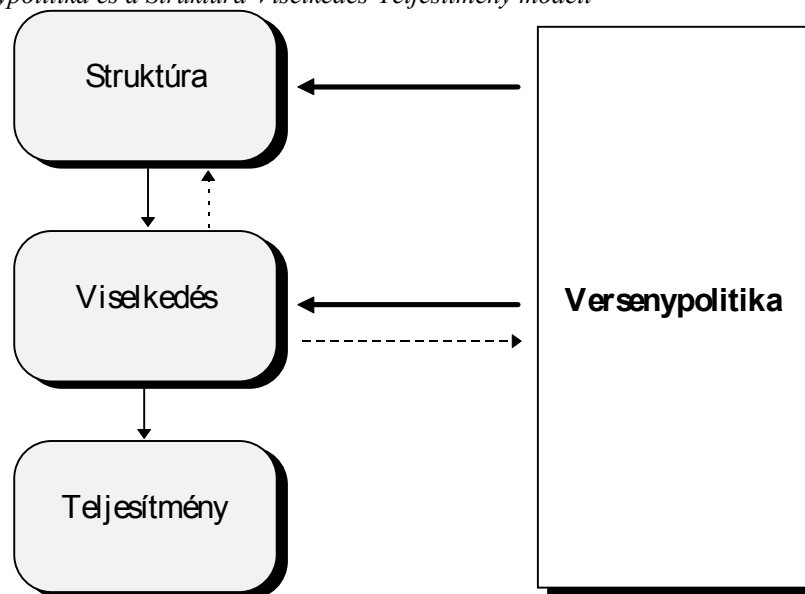 ypolitika és a Struktúra-Viselkedés-Teljesítmény modell
Struktúra
Viselkedés
Versenypolitika
Teljesítmény